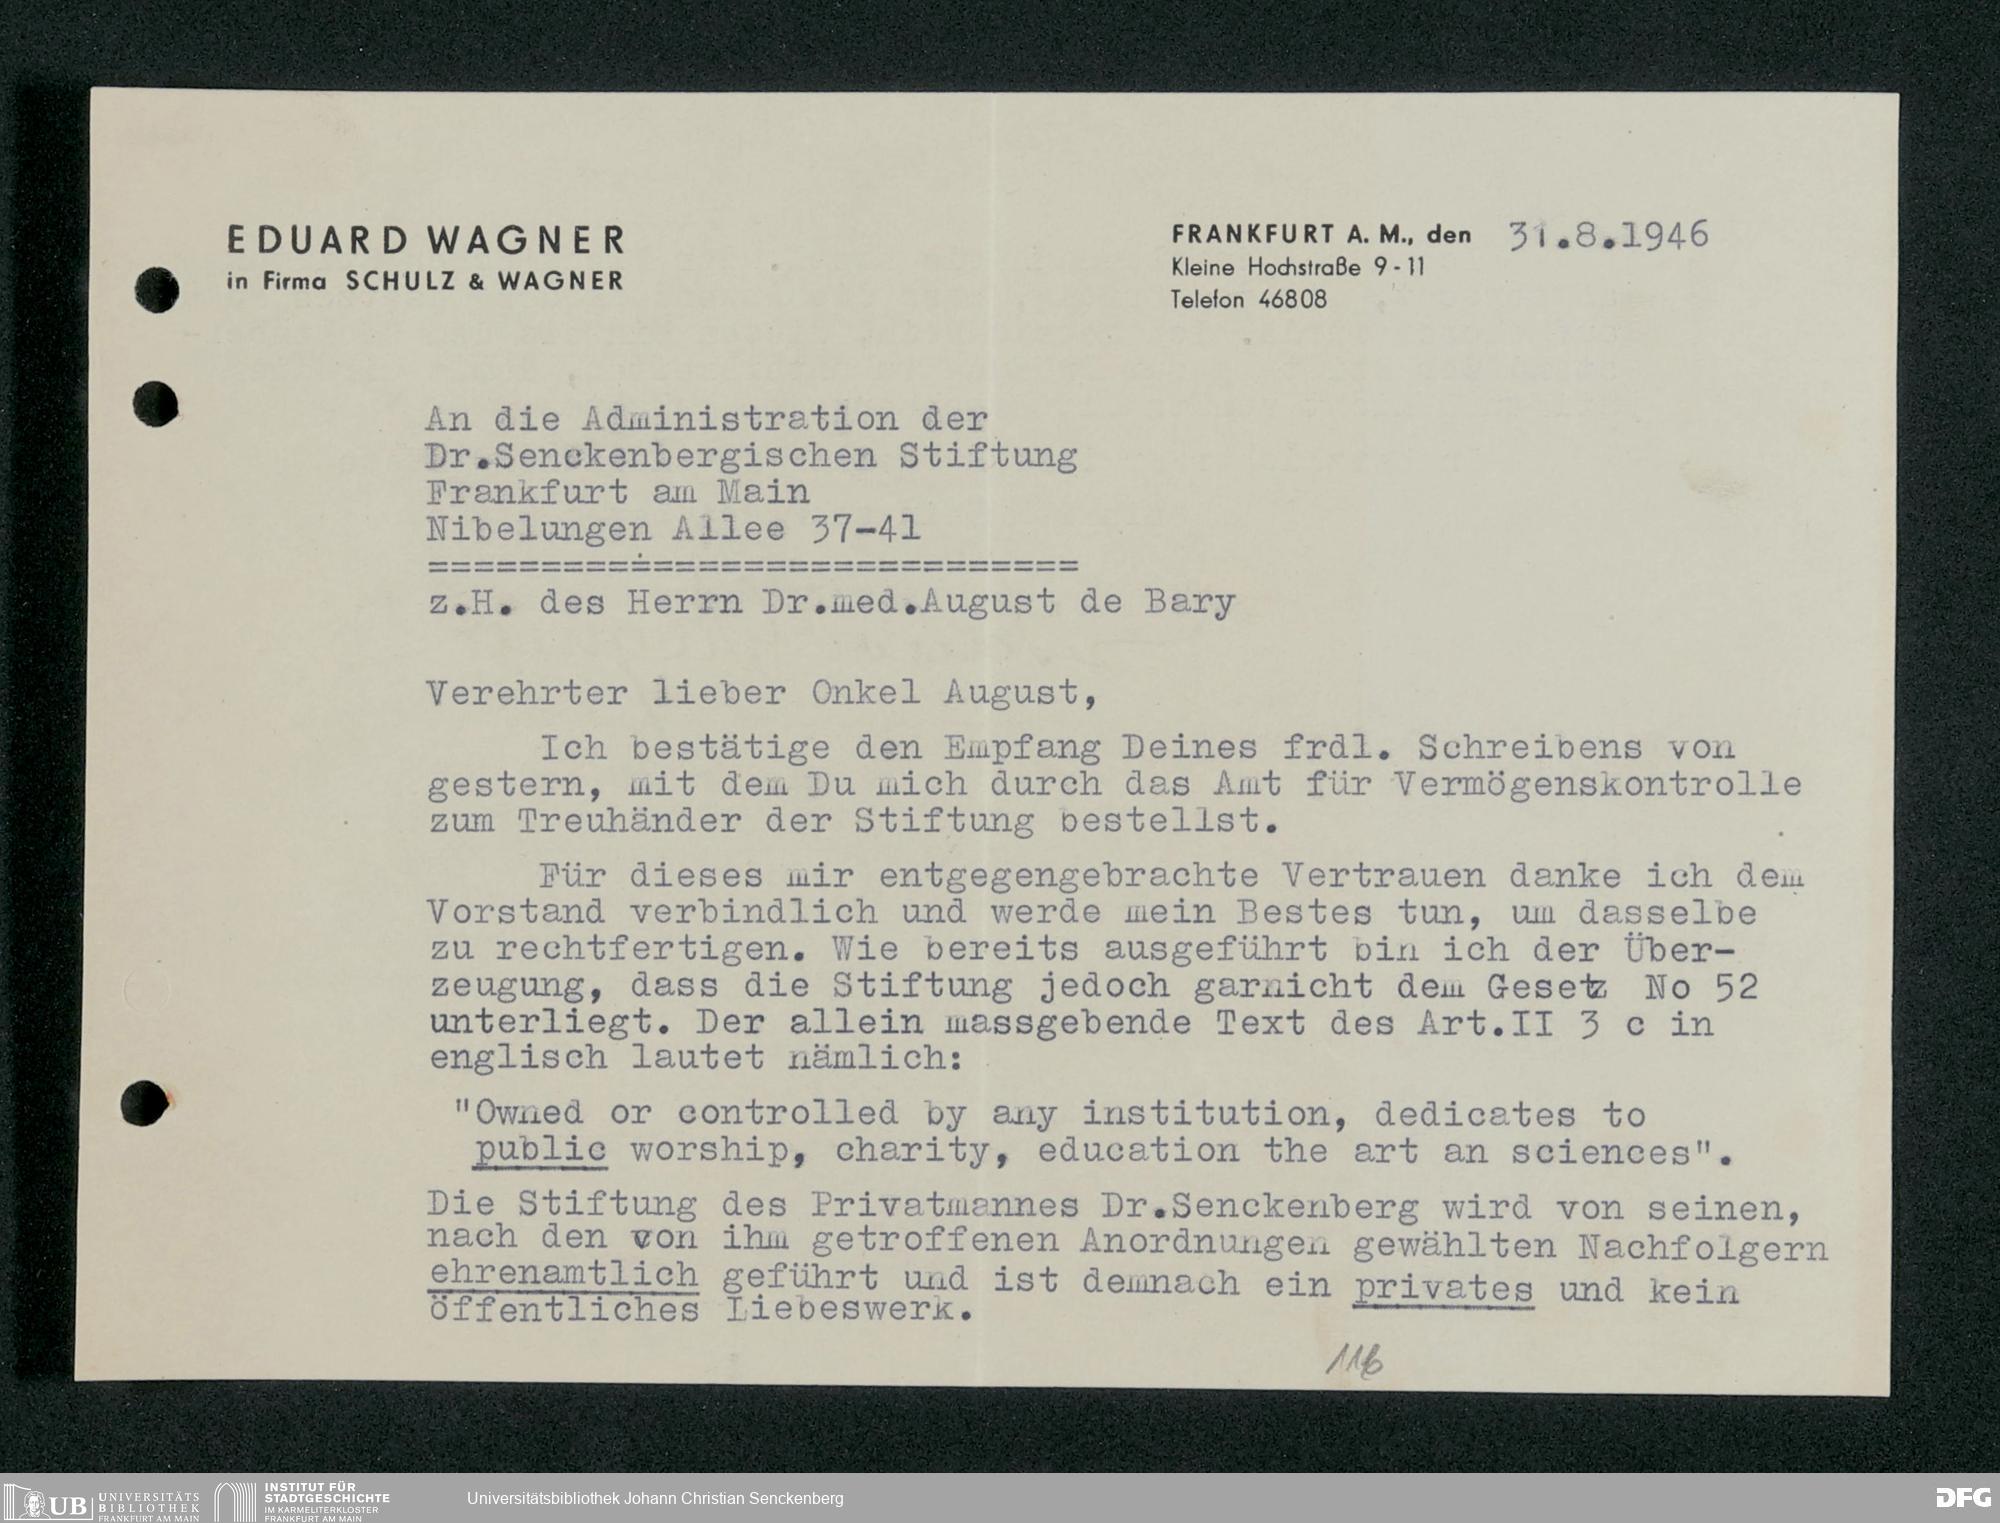 EDUARD WAGNER
in Firma SCHULZ & WAGNER
FRANKFURT A. M., den 31.8.1946
Kleine Hochstraße 9-11
Telefon 46808
An die Administration der
Dr.Senckenbergischen Stiftung
Frankfurt am Main
Nibelungen Allee 37-41
=============================
z.H. des Herrn Dr.med.August de Bary
Verehrter lieber Onkel August,
Ich bestätige den Empfang Deines frdl. Schreibens von
gestern, mit dem Du mich durch das Amt für Vermögenskontrolle
zum Treuhänder der Stiftung bestellst.
Für dieses mir entgegengebrachte Vertrauen danke ich dem
Vorstand verbindlich und werde mein Bestes tun, um dasselbe
zu rechtfertigen. Wie bereits ausgeführt bin ich der Über-
zeugung, dass die Stiftung jedoch garnicht dem Gesetz No 52
unterliegt. Der allein massgebende Text des Art.II 3 c in
englisch lautet nämlich:
"Owned or controlled by any institution, dedicates to
public worship, charity, education the art an sciences".
Die Stiftung des Privatmannes Dr.Senckenberg wird von seinen,
nach den von ihm getroffenen Anordnungen gewählten Nachfolgern
ehrenamtlich geführt und ist demnach ein privates und kein
öffentliches Liebeswerk.
116
UB UNIVERSITÄTS
BIBLIOTHEK
FRANKFURT AM MAIN
INSTITUT FÜR
STADTGESCHICHTE
IM KARMELITERKLOSTER
FRANKFURT AM MAIN
Universitätsbibliothek Johann Christian Senckenberg
DFG